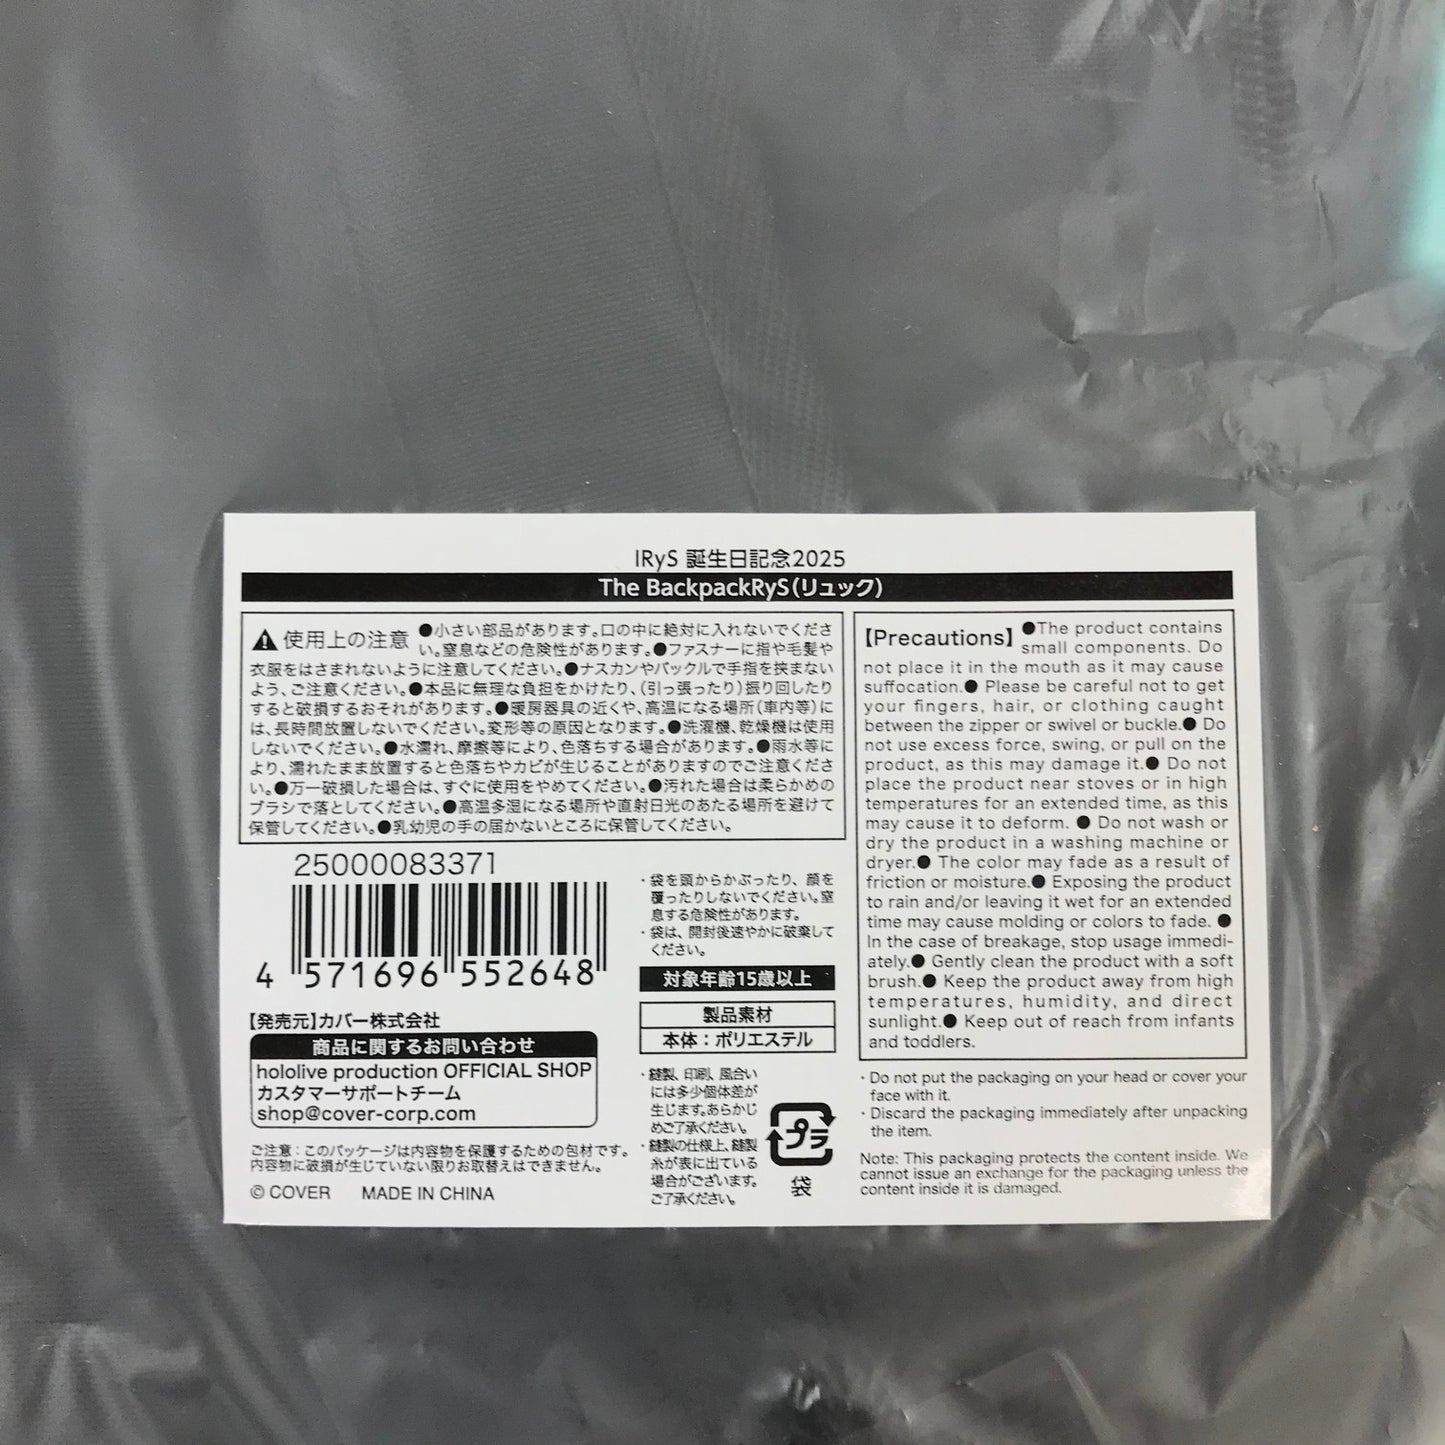 IRyS 誕生日記念2025
The BackpackRyS(リュック)
使用上の注意 ●小さい部品があります。口の中に絶対に入れないでくださ
い。窒息などの危険性があります。●ファスナーに指や毛髪や
衣服をはさまれないように注意してください。●ナスカンやバックルで手指を挟まない
よう、ご注意ください。●本品に無理な負担をかけたり、(引っ張ったり)振り回したり
すると破損するおそれがあります。●暖房器具の近くや、高温になる場所(車内等)に
は、長時間放置しないでください。変形等の原因となります。●洗濯機、乾燥機は使用
しないでください。●水濡れ、摩擦等により、色落ちする場合があります。●雨水等に
より、濡れたまま放置すると色落ちやカビが生じることがありますのでご注意くださ
い。●万一破損した場合は、すぐに使用をやめてください。●汚れた場合は柔らかめの
ブラシで落としてください。●高温多湿になる場所や直射日光のあたる場所を避けて
保管してください。●乳幼児の手の届かないところに保管してください。
25000083371
4 571696 552648
【発売元】カバー株式会社
商品に関するお問い合わせ
hololive production OFFICIAL SHOP
カスタマーサポートチーム
shop@cover-corp.com
ご注意:このパッケージは内容物を保護するための包材です。
内容物に破損が生じていない限りお取替えはできません。
© COVER MADE IN CHINA
・袋を頭からかぶったり、顔を
覆ったりしないでください。窒
息する危険性があります。
・袋は、開封後速やかに破棄して
ください。
対象年齢15歳以上
製品素材
本体:ポリエステル
・縫製、印刷、風合い
には多少個体差が
生じます。あらかじ
めご了承ください。
・縫製の仕様上、縫製
糸が表に出ている
場合がございます。
ご了承ください。
プラ
袋
【Precautions】 ●The product contains
small components. Do
not place it in the mouth as it may cause
suffocation.● Please be careful not to get
your fingers, hair, or clothing caught
between the zipper or swivel or buckle.● Do
not use excess force, swing, or pull on the
product, as this may damage it.● Do not
place the product near stoves or in high
temperatures for an extended time, as this
may cause it to deform. ● Do not wash or
dry the product in a washing machine or
dryer.● The color may fade as a result of
friction or moisture.● Exposing the product
to rain and/or leaving it wet for an extended
time may cause molding or colors to fade. ●
In the case of breakage, stop usage immedi-
ately.● Gently clean the product with a soft
brush.● Keep the product away from high
temperatures, humidity, and direct
sunlight.● Keep out of reach from infants
and toddlers.
・Do not put the packaging on your head or cover your
face with it.
・Discard the packaging immediately after unpacking
the item.
Note: This packaging protects the content inside. We
cannot issue an exchange for the packaging unless the
content inside it is damaged.